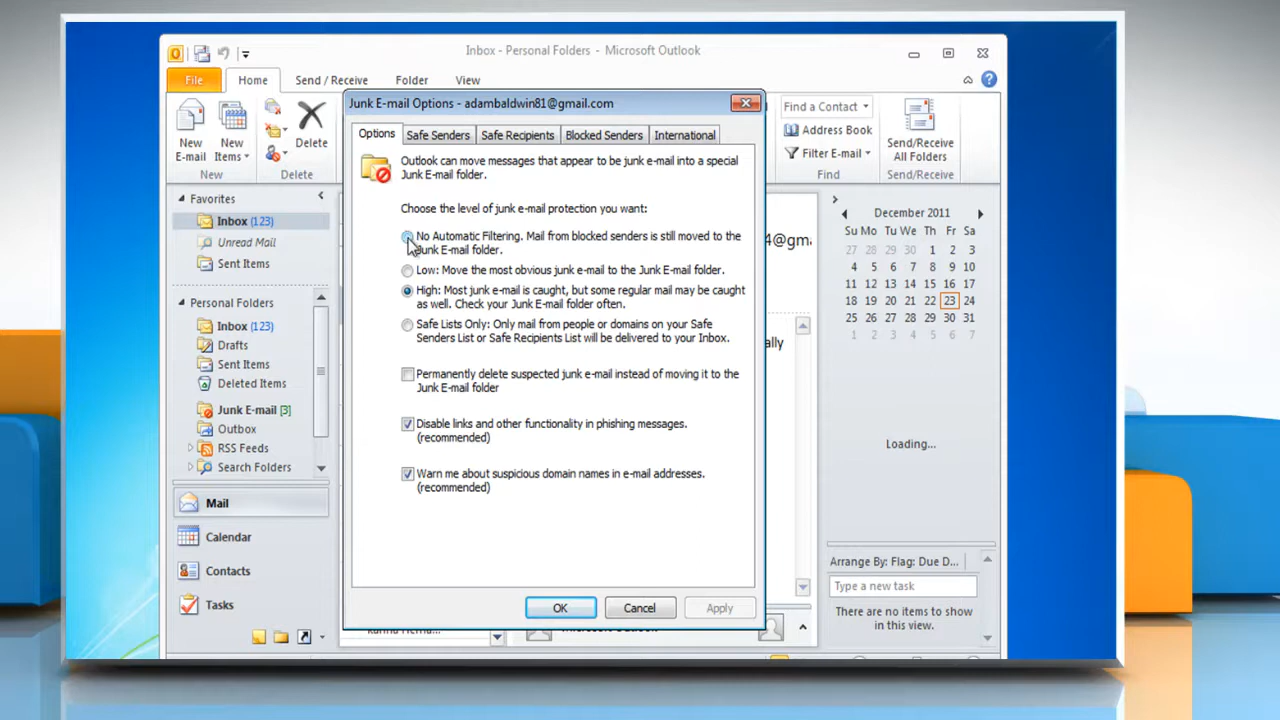 Inbox - Personal Folders - Microsoft Outlook
File Home Send / Receive Folder View
Junk E-mail Options - adambaldwin81@gmail.com
New E-mail
New Items
Delete
New
Delete
Find a Contact
Address Book
Filter E-mail
Find
Send/Receive All Folders
Send/Receive
Favorites
Inbox (123)
Unread Mail
Sent Items
Personal Folders
Inbox (123)
Drafts
Sent Items
Deleted Items
Junk E-mail [3]
Outbox
RSS Feeds
Search Folders
Mail
Calendar
Contacts
Tasks
Options Safe Senders Safe Recipients Blocked Senders International
Outlook can move messages that appear to be junk e-mail into a special
Junk E-mail folder.
Choose the level of junk e-mail protection you want:
No Automatic Filtering. Mail from blocked senders is still moved to the
Junk E-mail folder.
Low: Move the most obvious junk e-mail to the Junk E-mail folder.
High: Most junk e-mail is caught, but some regular mail may be caught
as well. Check your Junk E-mail folder often.
Safe Lists Only: Only mail from people or domains on your Safe
Senders List or Safe Recipients List will be delivered to your Inbox.
Permanently delete suspected junk e-mail instead of moving it to the
Junk E-mail folder
Disable links and other functionality in phishing messages.
(recommended)
Warn me about suspicious domain names in e-mail addresses.
(recommended)
OK Cancel Apply
4@gma
ally
December 2011
Su Mo Tu We Th Fr Sa
27 28 29 30 1 2 3
4 5 6 7 8 9 10
11 12 13 14 15 16 17
18 19 20 21 22 23 24
25 26 27 28 29 30 31
1 2 3 4 5 6 7
Loading...
Arrange By: Flag: Due D...
Type a new task
There are no items to show
in this view.